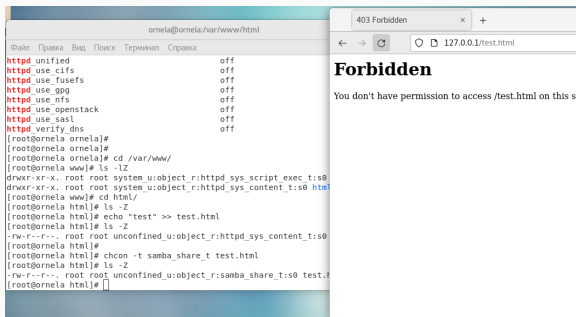 ornela@ornela:/var/www/html
Файл Правка Вид Поиск Терминал Справка
httpd_unified off
httpd_use_cifs off
httpd_use_fusefs off
httpd_use_gpg off
httpd_use_nfs off
httpd_use_openstack off
httpd_use_sasl off
httpd_verify_dns off
[root@ornela ornela]#
[root@ornela ornela]#
[root@ornela ornela]# cd /var/www/
[root@ornela www]# ls -lZ
drwxr-xr-x. root root system_u:object_r:httpd_sys_script_exec_t:s0
drwxr-xr-x. root root system_u:object_r:httpd_sys_content_t:s0 html
[root@ornela www]# cd html/
[root@ornela html]# ls -Z
[root@ornela html]# echo "test" >> test.html
[root@ornela html]# ls -Z
-rw-r--r--. root root unconfined_u:object_r:httpd_sys_content_t:s0
[root@ornela html]#
[root@ornela html]# chcon -t samba_share_t test.html
[root@ornela html]# ls -Z
-rw-r--r--. root root unconfined_u:object_r:samba_share_t:s0 test.h
[root@ornela html]#
403 Forbidden
127.0.0.1/test.html
Forbidden
You don't have permission to access /test.html on this s